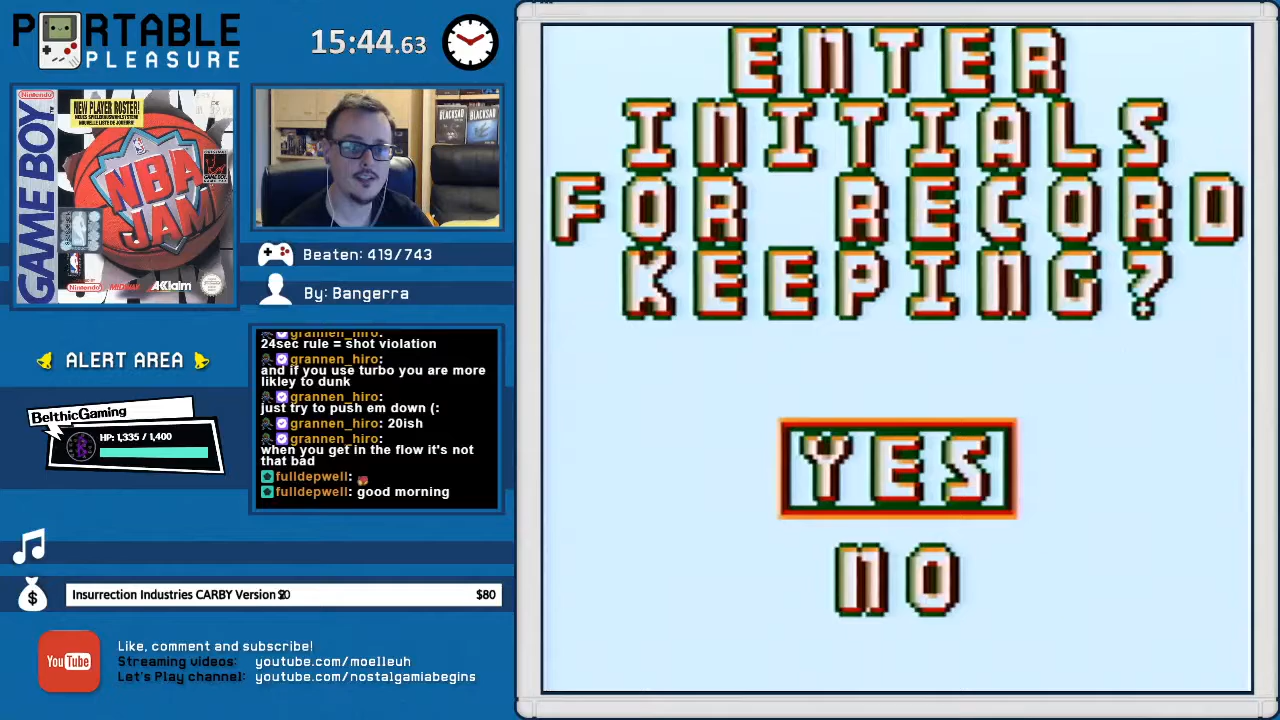 PORTABLE
PLEASURE
15:44.63
Nintendo
GAME BOY
NEW PLAYER ROSTER!
NBA
JAM
Nintendo
MIDWAY
AKlaim
BLACKSAD
Beaten: 419/743
By: Bangerra
ALERT AREA
BelthicGaming
HP: 1,335 / 1,400
grannen_hiro:
24sec rule = shot violation
grannen_hiro:
and if you use turbo you are more
likley to dunk
grannen_hiro:
just try to push em down (:
grannen_hiro: 20ish
grannen_hiro:
when you get in the flow it's not
that bad
fulldepwell:
fulldepwell: good morning
$
Insurrection Industries CARBY Version
$80
YouTube
Like, comment and subscribe!
Streaming videos: youtube.com/moelleuh
Let's Play channel: youtube.com/nostalgamiabegins
ENTER
INITIALS
FOR RECORD
KEEPING?
YES
NO